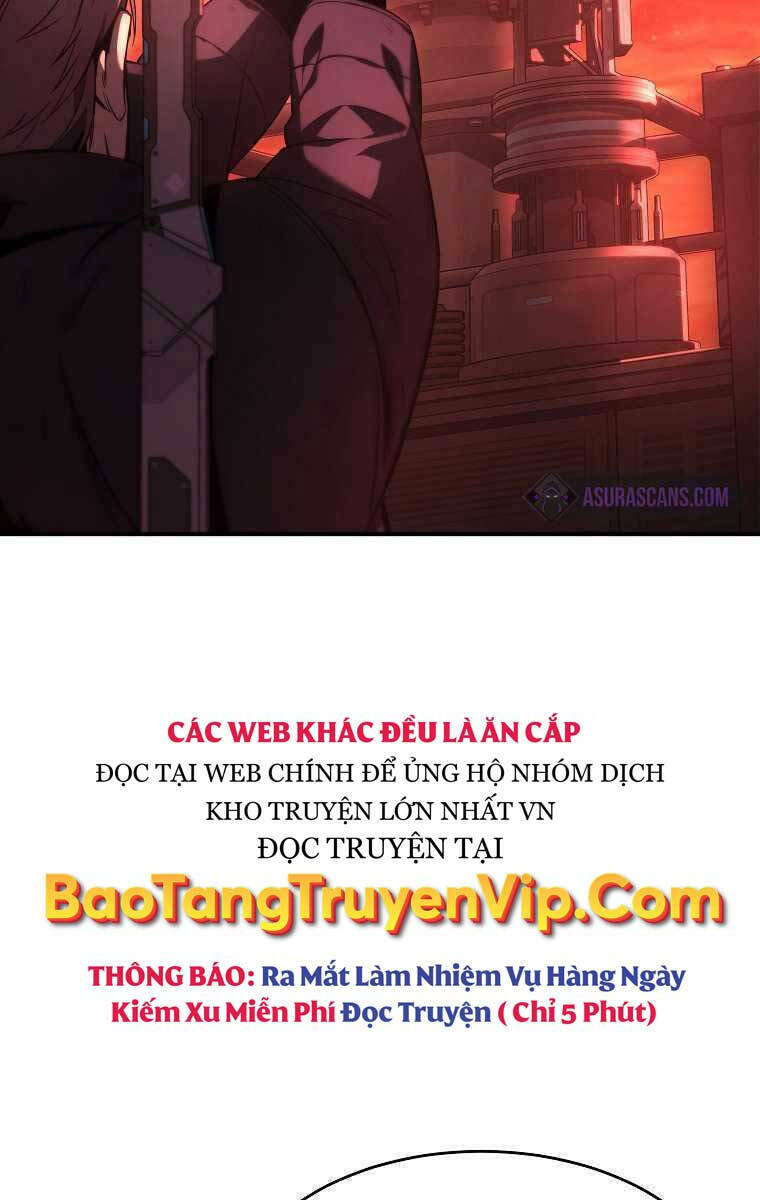 ASURASCANS.COM
CÁC WEB KHÁC ĐỀU LÀ ĂN CẮP
ĐỌC TẠI WEB CHÍNH ĐỂ ỦNG HỘ NHÓM DỊCH
KHO TRUYỆN LỚN NHẤT VN
ĐỌC TRUYỆN TẠI
BaoTangTruyenVip.Com
THÔNG BÁO: Ra Mắt Làm Nhiệm Vụ Hàng Ngày
Kiếm Xu Miễn Phí Đọc Truyện ( Chỉ 5 Phút)